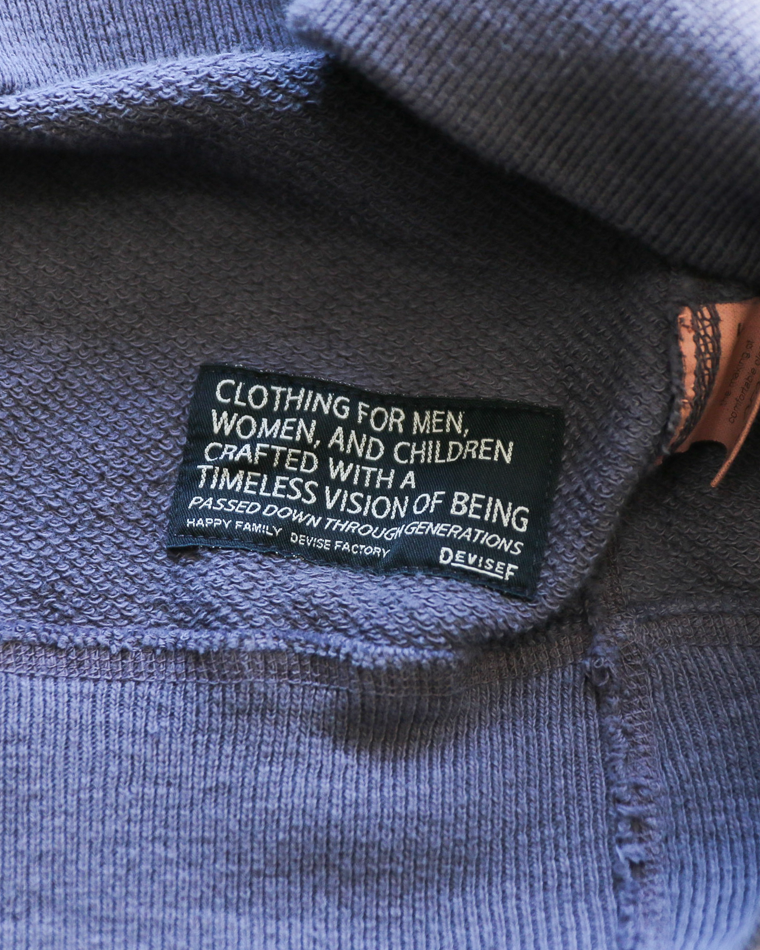 CLOTHING FOR MEN,
WOMEN, AND CHILDREN
CRAFTED WITH A
TIMELESS VISION OF BEING
PASSED DOWN THROUGH GENERATIONS
HAPPY FAMILY DEVISE FACTORY
DEVISEF